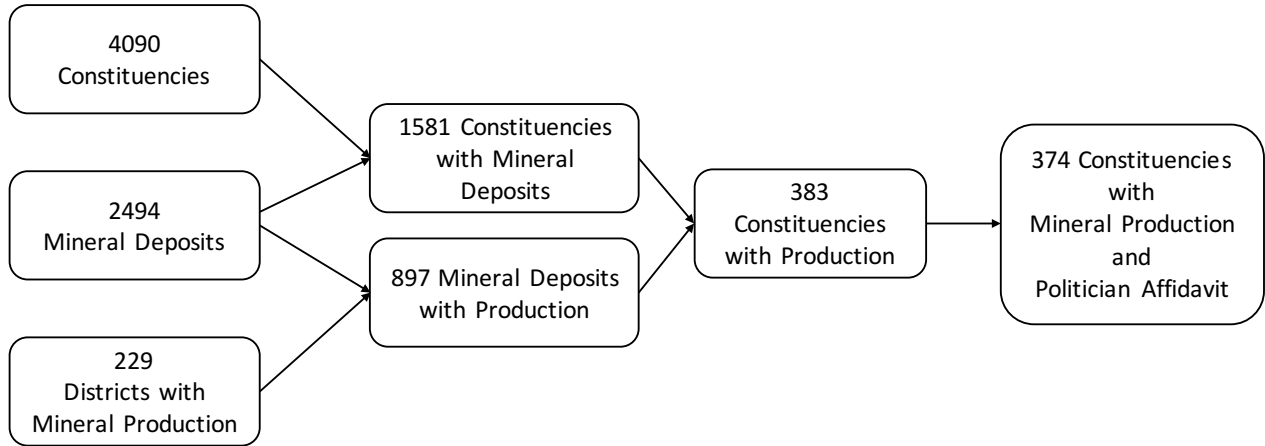 4090
Constituencies
2494
Mineral Deposits
229
Districts with
Mineral Production
1581 Constituencies
with Mineral
Deposits
897 Mineral Deposits
with Production
383
Constituencies
with Production
374 Constituencies
with
Mineral Production
and
Politician Affidavit